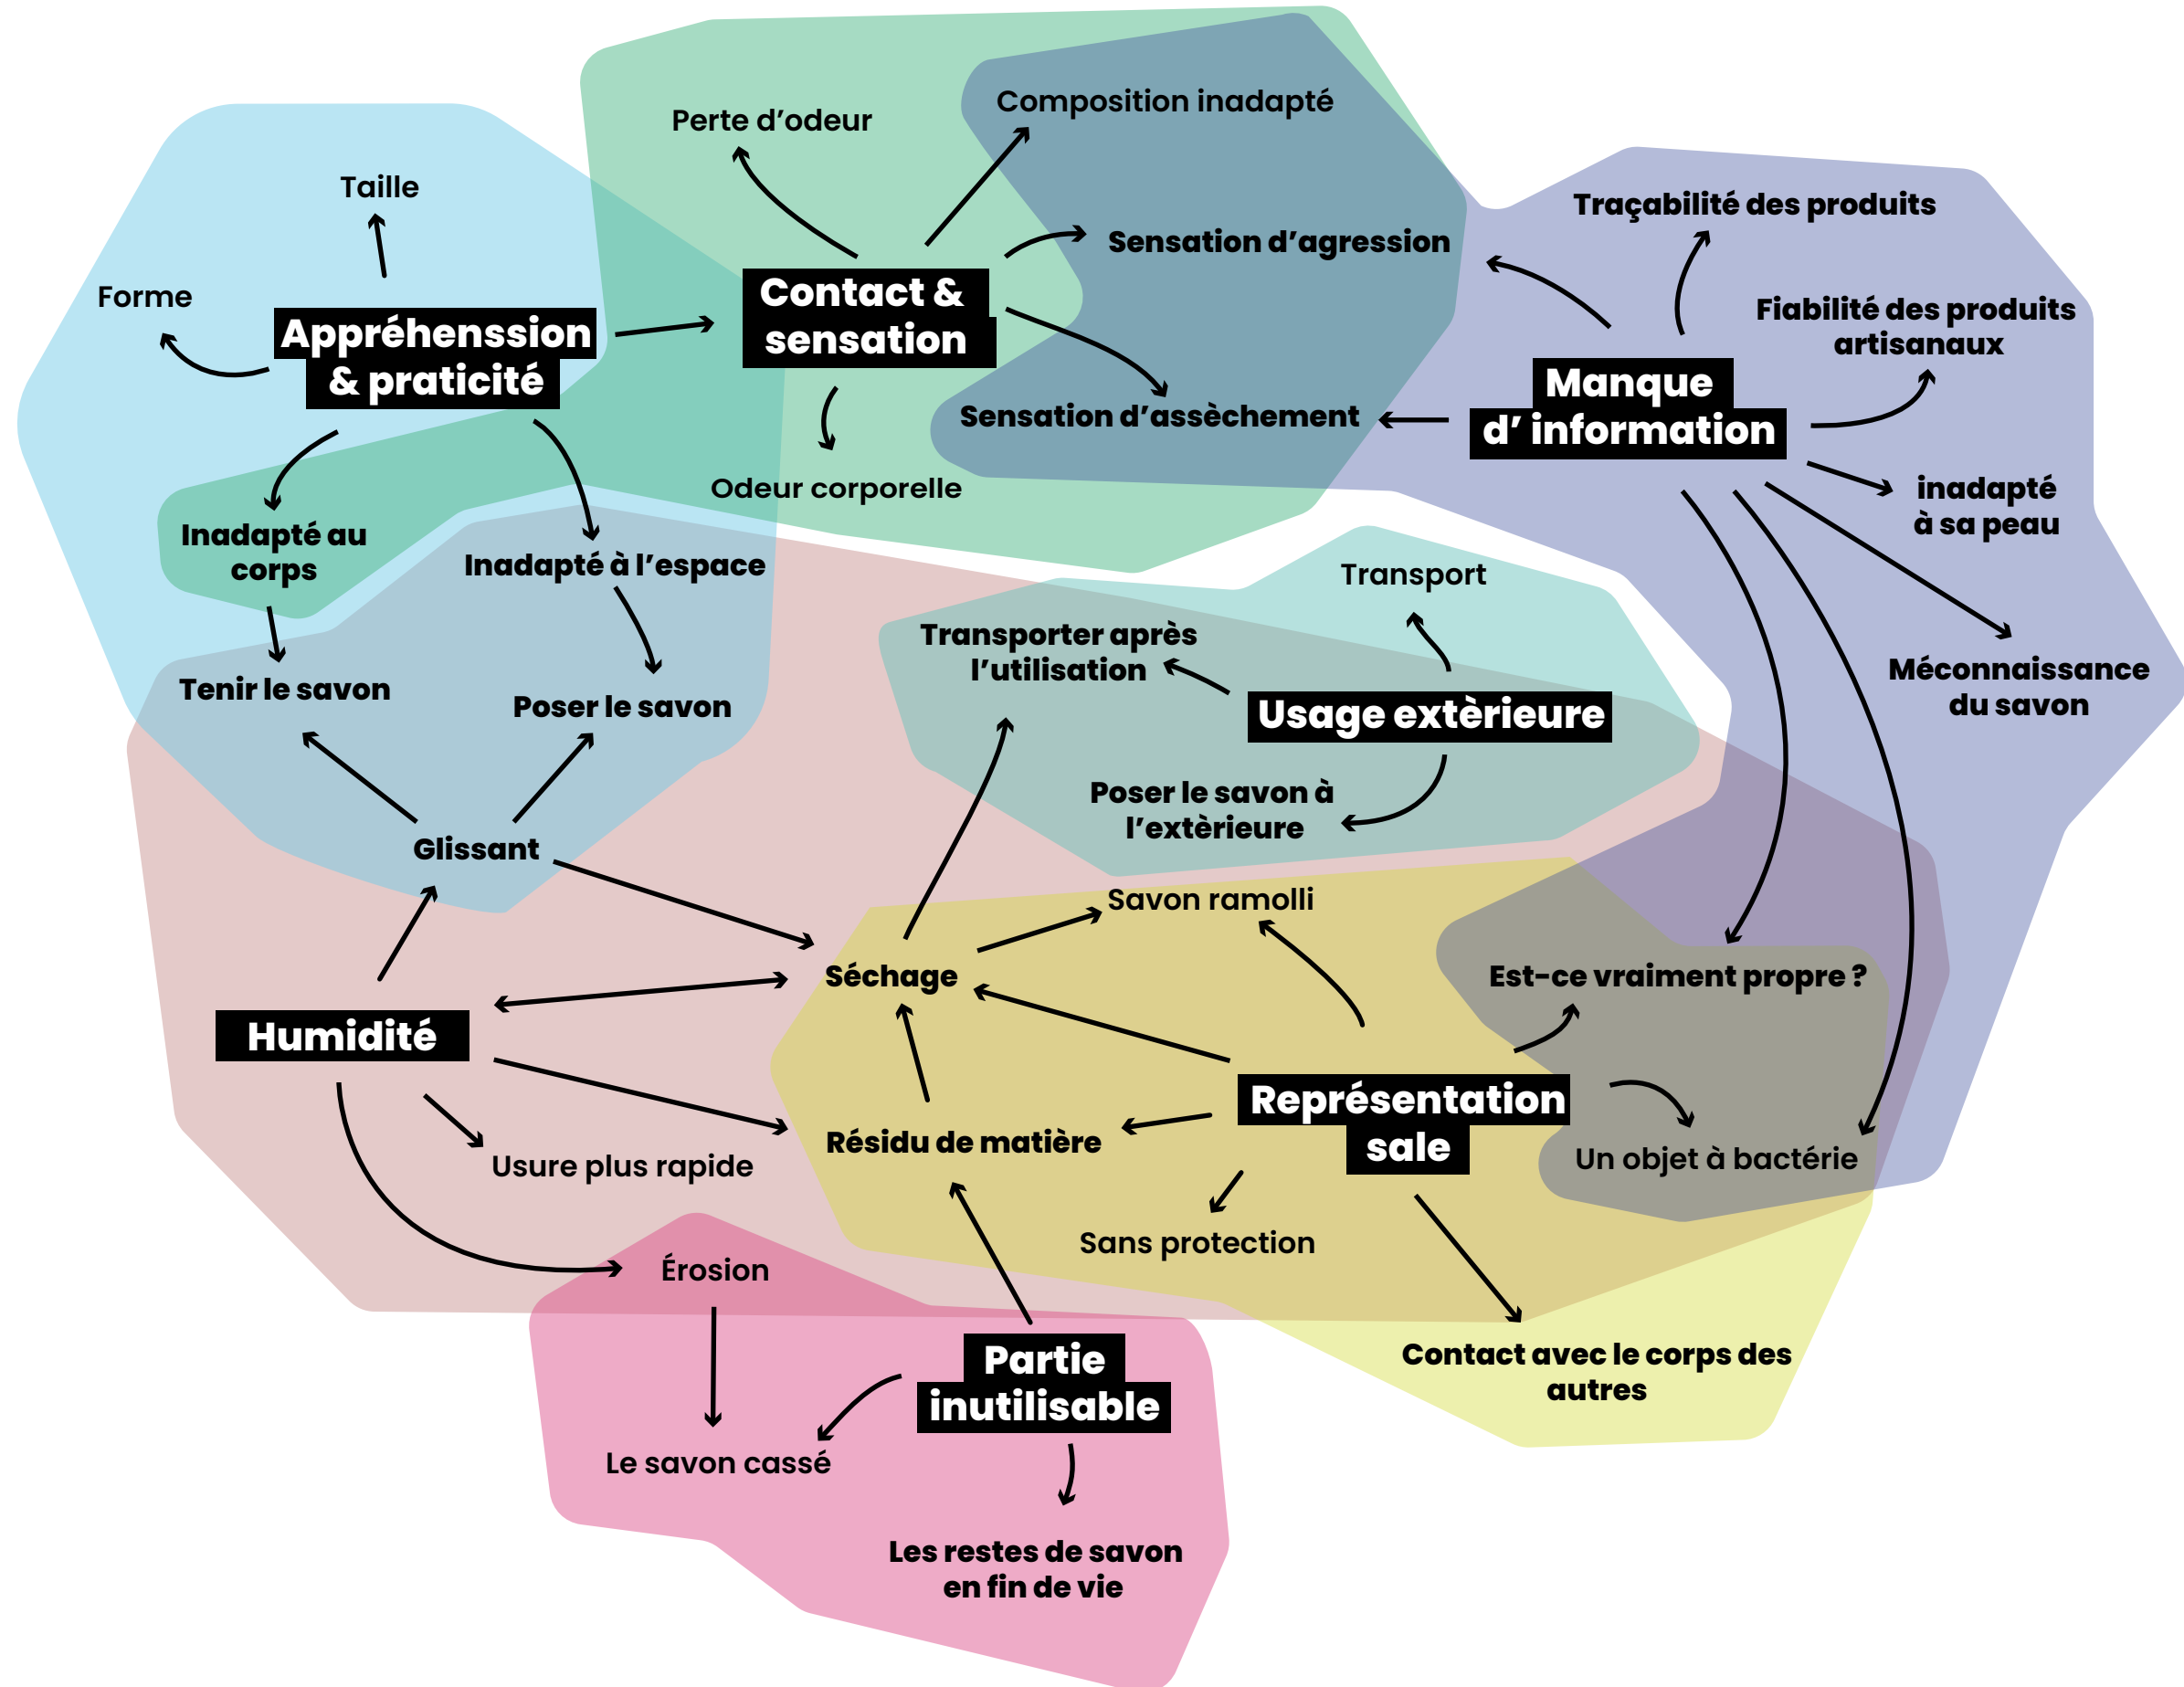 Perte d’odeur
Composition inadapté
Taille
Forme
Appréhenssion
& praticité
Contact &
sensation
Sensation d’agression
Sensation d’assèchement
Odeur corporelle
Traçabilité des produits
Fiabilité des produits
artisanaux
Manque
d’ information
inadapté
à sa peau
Méconnaissance
du savon
Inadapté au
corps
Inadapté à l’espace
Tenir le savon
Poser le savon
Glissant
Transport
Transporter après
l’utilisation
Usage extèrieure
Poser le savon à
l’extèrieure
Savon ramolli
Séchage
Est-ce vraiment propre ?
Humidité
Représentation
sale
Résidu de matière
Usure plus rapide
Un objet à bactérie
Sans protection
Érosion
Contact avec le corps des
autres
Partie
inutilisable
Le savon cassé
Les restes de savon
en fin de vie